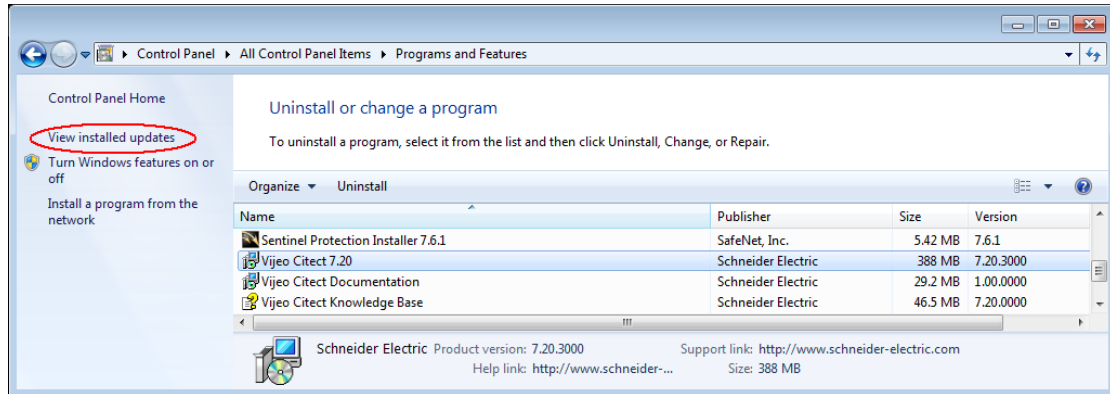 Control Panel ▸ All Control Panel Items ▸ Programs and Features
Control Panel Home
View installed updates
Turn Windows features on or
off
Install a program from the
network
Uninstall or change a program
To uninstall a program, select it from the list and then click Uninstall, Change, or Repair.
Organize Uninstall
Name Publisher Size Version
Sentinel Protection Installer 7.6.1 SafeNet, Inc. 5.42 MB 7.6.1
Vijeo Citect 7.20 Schneider Electric 388 MB 7.20.3000
Vijeo Citect Documentation Schneider Electric 29.2 MB 1.00.0000
Vijeo Citect Knowledge Base Schneider Electric 46.5 MB 7.20.0000
Schneider Electric Product version: 7.20.3000 Support link: http://www.schneider-electric.com
Help link: http://www.schneider-... Size: 388 MB